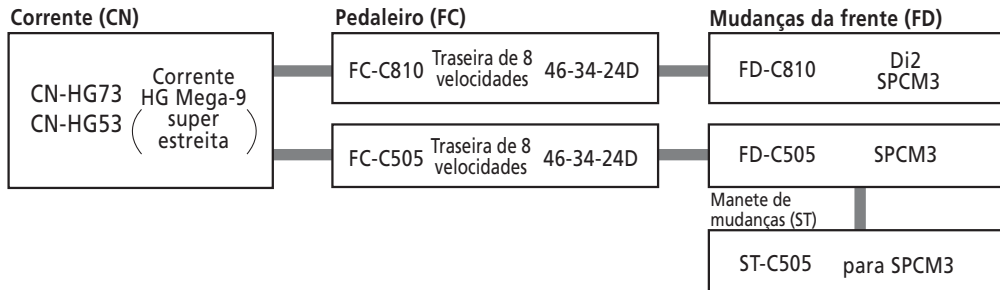 Corrente (CN)
CN-HG73
CN-HG53
Corrente
HG Mega-9
super
estreita
Pedaleiro (FC)
FC-C810
Traseira de 8
velocidades
46-34-24D
FC-C505
Traseira de 8
velocidades
46-34-24D
Mudanças da frente (FD)
FD-C810
Di2
SPCM3
FD-C505
SPCM3
Manete de
mudanças (ST)
ST-C505
para SPCM3